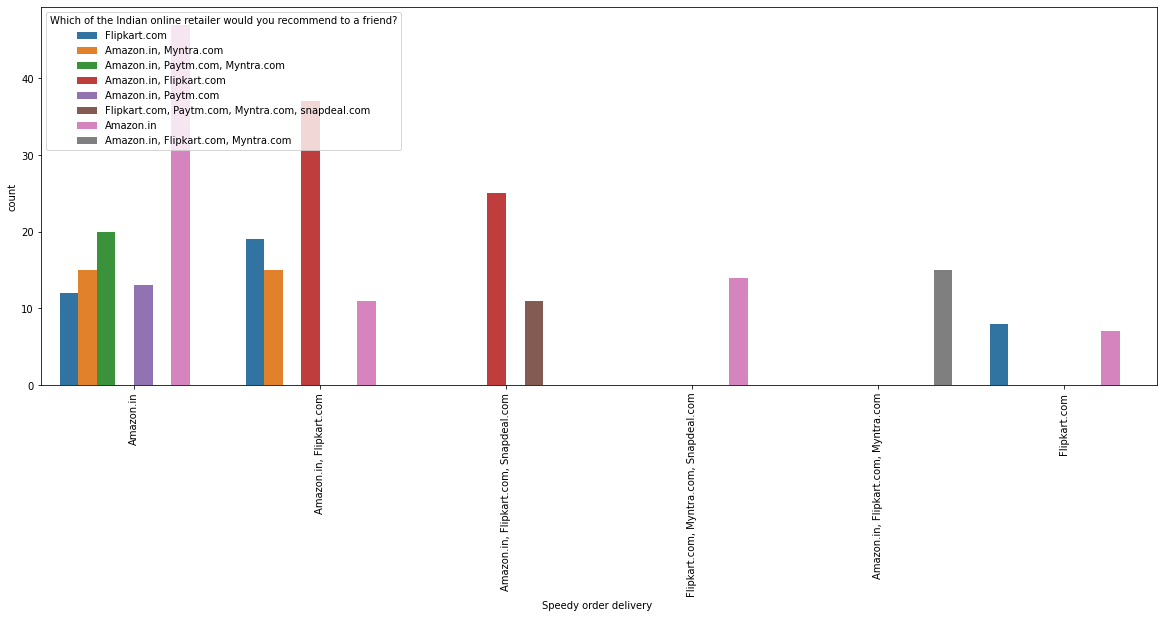 Which of the Indian online retailer would you recommend to a friend?
Flipkart.com
Amazon.in, Myntra.com
Amazon.in, Paytm.com, Myntra.com
Amazon.in, Flipkart.com
Amazon.in, Paytm.com
Flipkart.com, Paytm.com, Myntra.com, snapdeal.com
Amazon.in
Amazon.in, Flipkart.com, Myntra.com
count
40
30
20
10
0
Amazon.in
Amazon.in, Flipkart.com
Amazon.in, Flipkart.com, Snapdeal.com
Flipkart.com, Myntra.com, Snapdeal.com
Amazon.in, Flipkart.com, Myntra.com
Flipkart.com
Speedy order delivery